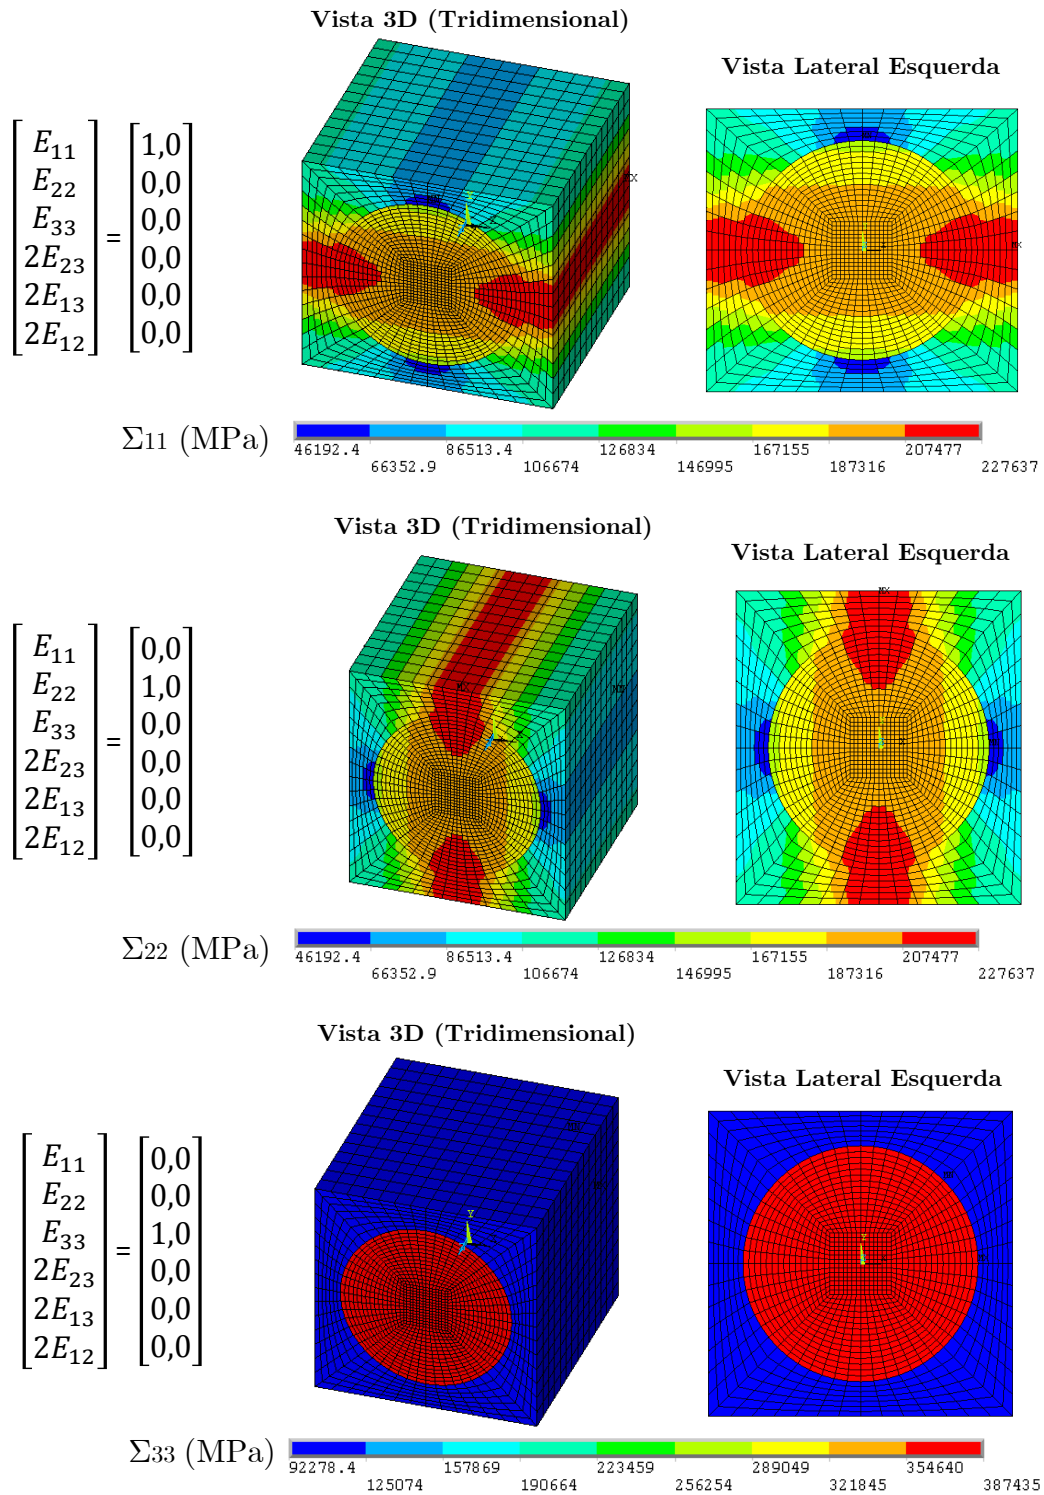 Vista 3D (Tridimensional)
Vista Lateral Esquerda
E11 1,0
E22 0,0
E33 0,0
2E23 = 0,0
2E13 0,0
2E12 0,0
MX
MN
Y
MX
Σ11 (MPa)
46192.4 86513.4 126834 167155 207477
66352.9 106674 146995 187316 227637
Vista 3D (Tridimensional)
Vista Lateral Esquerda
E11 0,0
E22 1,0
E33 0,0
2E23 = 0,0
2E13 0,0
2E12 0,0
MX
MX
Σ22 (MPa)
46192.4 86513.4 126834 167155 207477
66352.9 106674 146995 187316 227637
Vista 3D (Tridimensional)
Vista Lateral Esquerda
E11 0,0
E22 0,0
E33 1,0
2E23 = 0,0
2E13 0,0
2E12 0,0
Y
Y
Σ33 (MPa)
92278.4 157869 223459 289049 354640
125074 190664 256254 321845 387435